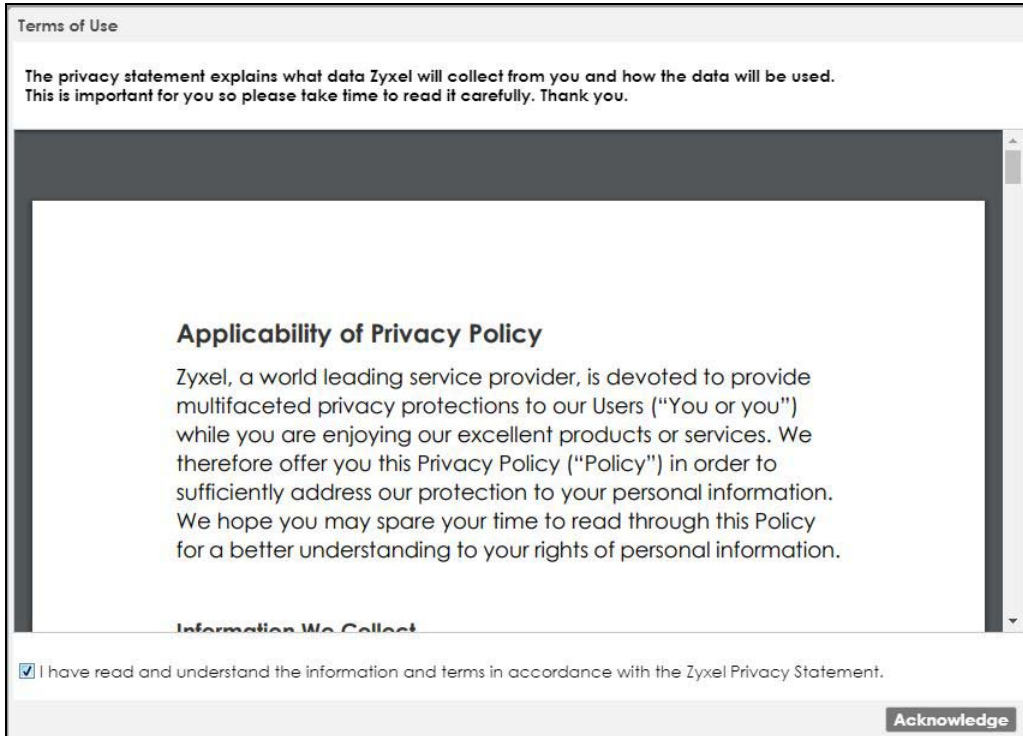 Terms of Use
The privacy statement explains what data Zyxel will collect from you and how the data will be used.
This is important for you so please take time to read it carefully. Thank you.
Applicability of Privacy Policy
Zyxel, a world leading service provider, is devoted to provide
multifaceted privacy protections to our Users (“You or you”)
while you are enjoying our excellent products or services. We
therefore offer you this Privacy Policy (“Policy”) in order to
sufficiently address our protection to your personal information.
We hope you may spare your time to read through this Policy
for a better understanding to your rights of personal information.
Information We Collect
I have read and understand the information and terms in accordance with the Zyxel Privacy Statement.
Acknowledge